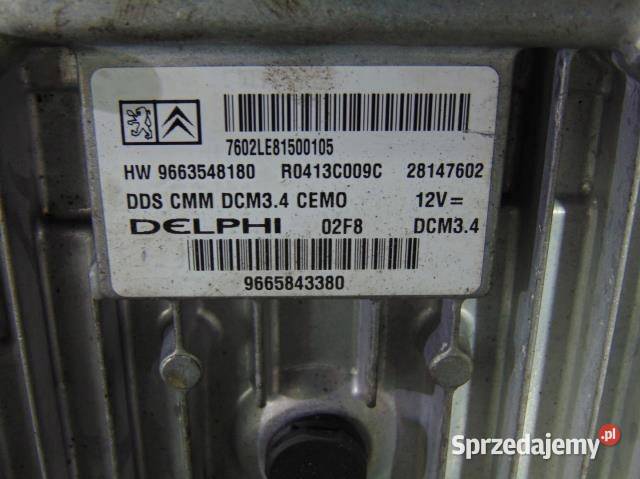 7602LE81500105
HW 9663548180 R0413C009C 28147602
DDS CMM DCM3.4 CEMO 12V=
DELPHI 02F8 DCM3.4
9665843380
Sprzedajemy.pl